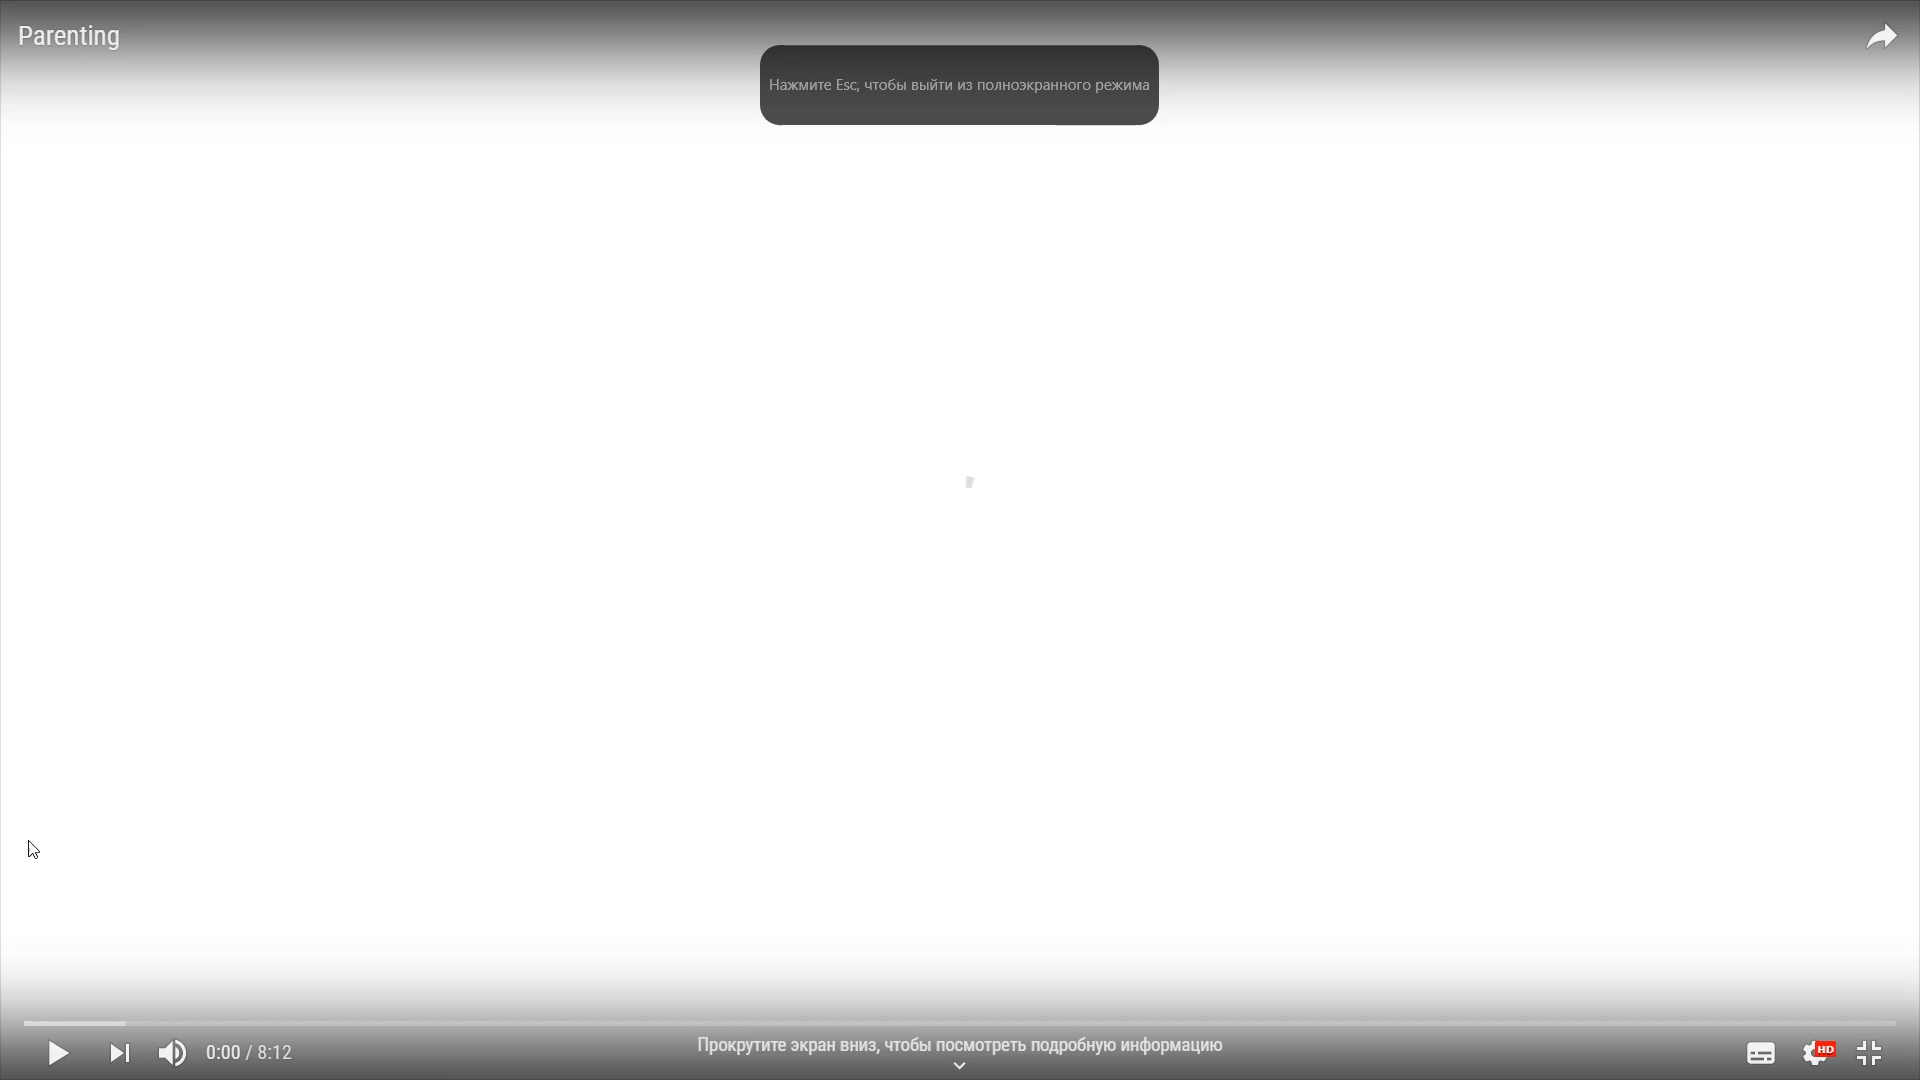 Parenting
Нажмите Esc, чтобы выйти из полноэкранного режима
0:00 / 8:12
Прокрутите экран вниз, чтобы посмотреть подробную информацию
HD